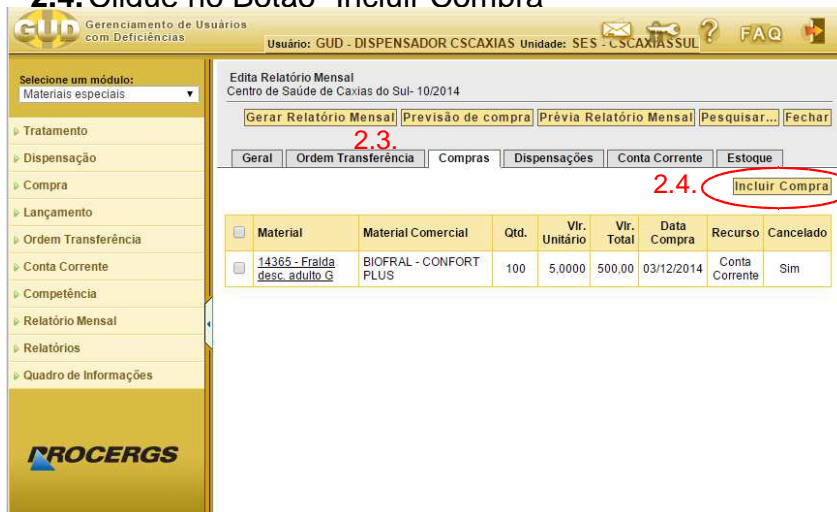 2.4. Clique no Botão "Incluir Compra"
GUD Gerenciamento de Usuários
com Deficiências
Usuário: GUD - DISPENSADOR CSCAXIAS Unidade: SES - CSCAXIASSUL
? FAQ
Selecione um módulo:
Materiais especiais
Tratamento
Dispensação
Compra
Lançamento
Ordem Transferência
Conta Corrente
Competência
Relatório Mensal
Relatórios
Quadro de Informações
PROCERGS
Edita Relatório Mensal
Centro de Saúde de Caxias do Sul- 10/2014
Gerar Relatório Mensal Previsão de compra Prévia Relatório Mensal Pesquisar... Fechar
2.3.
Geral Ordem Transferência Compras Dispensações Conta Corrente Estoque
2.4. Incluir Compra
Material Material Comercial Qtd. Vlr. Unitário Vlr. Total Data Compra Recurso Cancelado
14365 - Fralda desc. adulto G BIOFRAL - CONFORT PLUS 100 5,0000 500,00 03/12/2014 Conta Corrente Sim